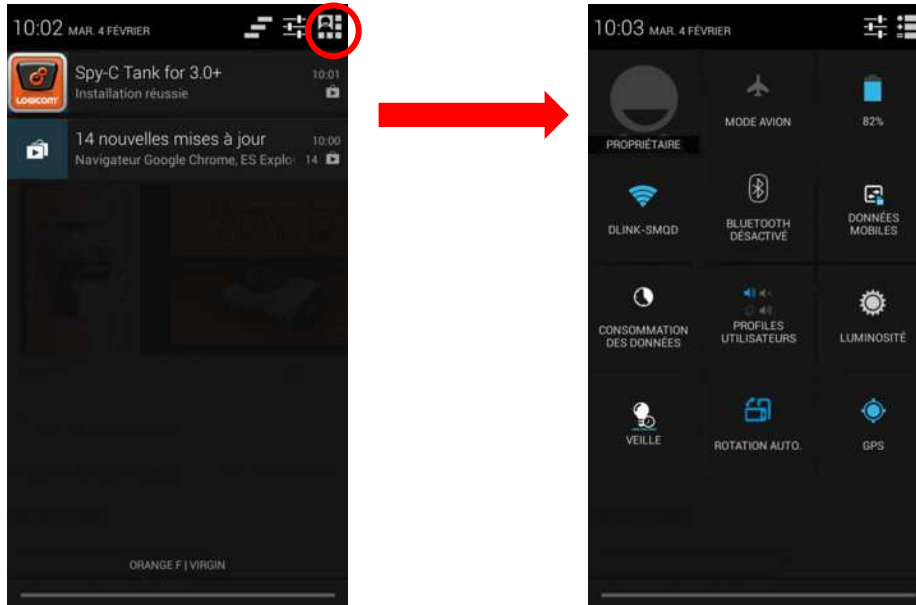 10:02 MAR. 4 FÉVRIER
Spy-C Tank for 3.0+ 10:01
Installation réussie
LOGICOM
14 nouvelles mises à jour 10:00
Navigateur Google Chrome, ES Explo 14
ORANGE F | VIRGIN
10:03 MAR. 4 FÉVRIER
PROPRIÉTAIRE
MODE AVION
82%
DLINK-SMQD
BLUETOOTH
DÉSACTIVÉ
DONNÉES
MOBILES
CONSOMMATION
DES DONNÉES
PROFILES
UTILISATEURS
LUMINOSITÉ
VEILLE
ROTATION AUTO.
GPS